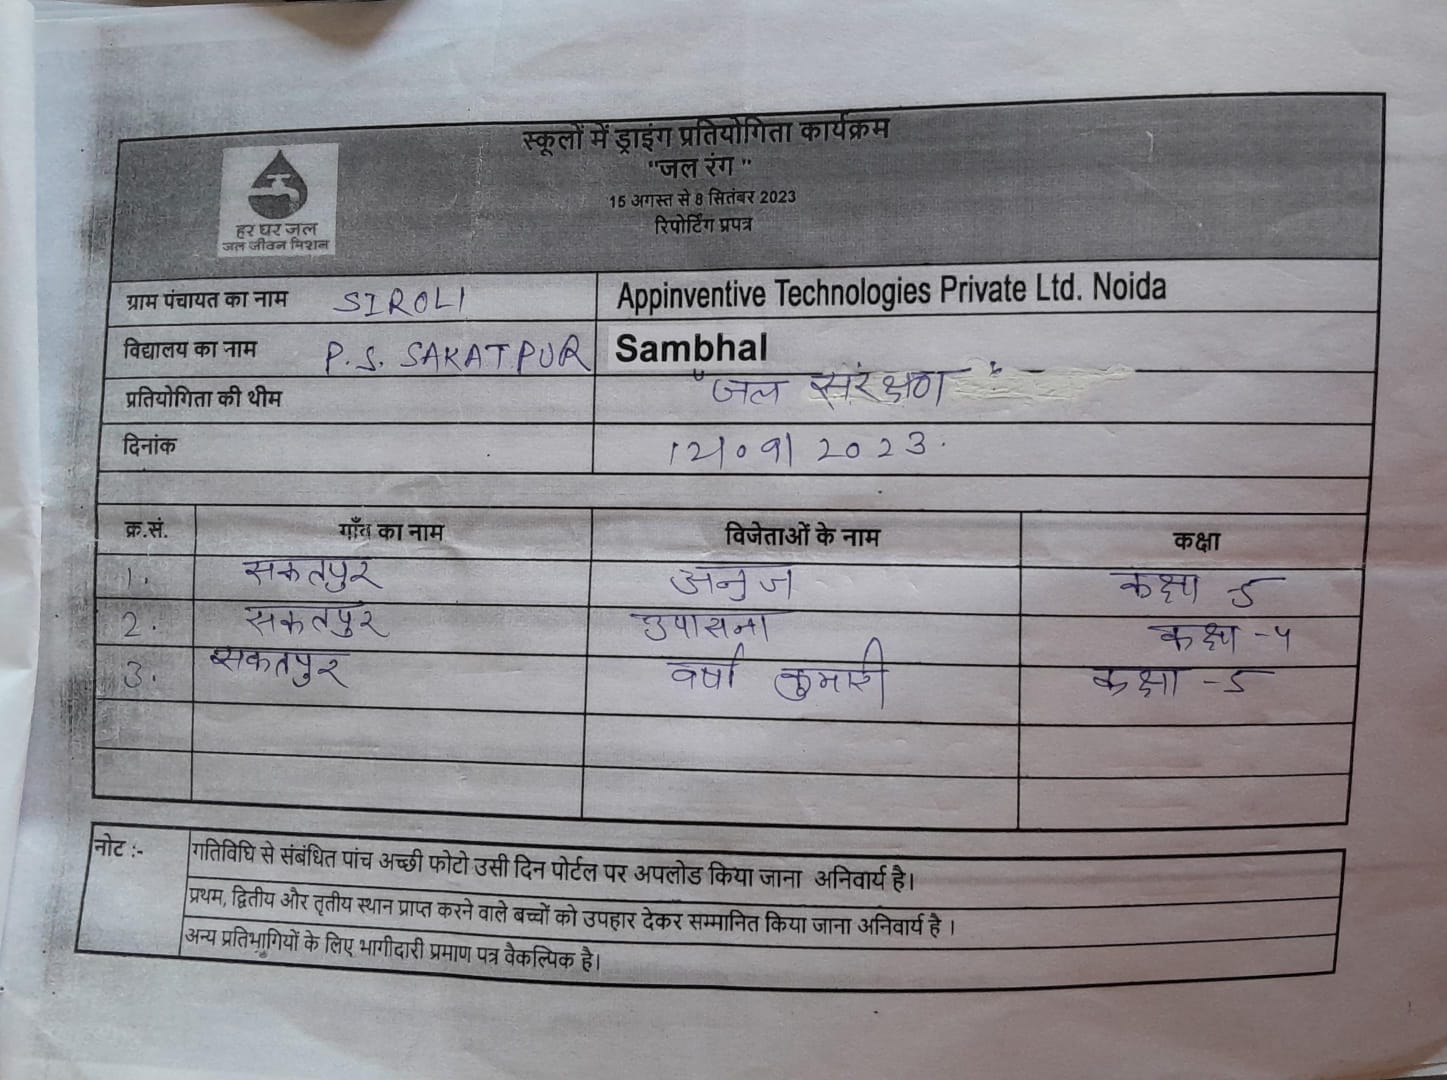 स्कूलों में ड्राइंग प्रतियोगिता कार्यक्रम
"जल रंग"
15 अगस्त से 8 सितंबर 2023
रिपोर्टिंग प्रपत्र
हर घर जल
जल जीवन मिशन
ग्राम पंचायत का नाम SIROLI Appinventive Technologies Private Ltd. Noida
विद्यालय का नाम P.S. SAKATPUR Sambhal
प्रतियोगिता की थीम "जल संरक्षण"
दिनांक 12/09/2023.
क्र.सं. गाँव का नाम विजेताओं के नाम कक्षा
1. सकतपुर अनुज कक्षा - 5
2. सकतपुर उपासना कक्षा - ५
3. सकतपुर वर्षा कुमारी कक्षा - 5
नोट :- गतिविधि से संबंधित पांच अच्छी फोटो उसी दिन पोर्टल पर अपलोड किया जाना अनिवार्य है।
प्रथम, द्वितीय और तृतीय स्थान प्राप्त करने वाले बच्चों को उपहार देकर सम्मानित किया जाना अनिवार्य है ।
अन्य प्रतिभागियों के लिए भागीदारी प्रमाण पत्र वैकल्पिक है।